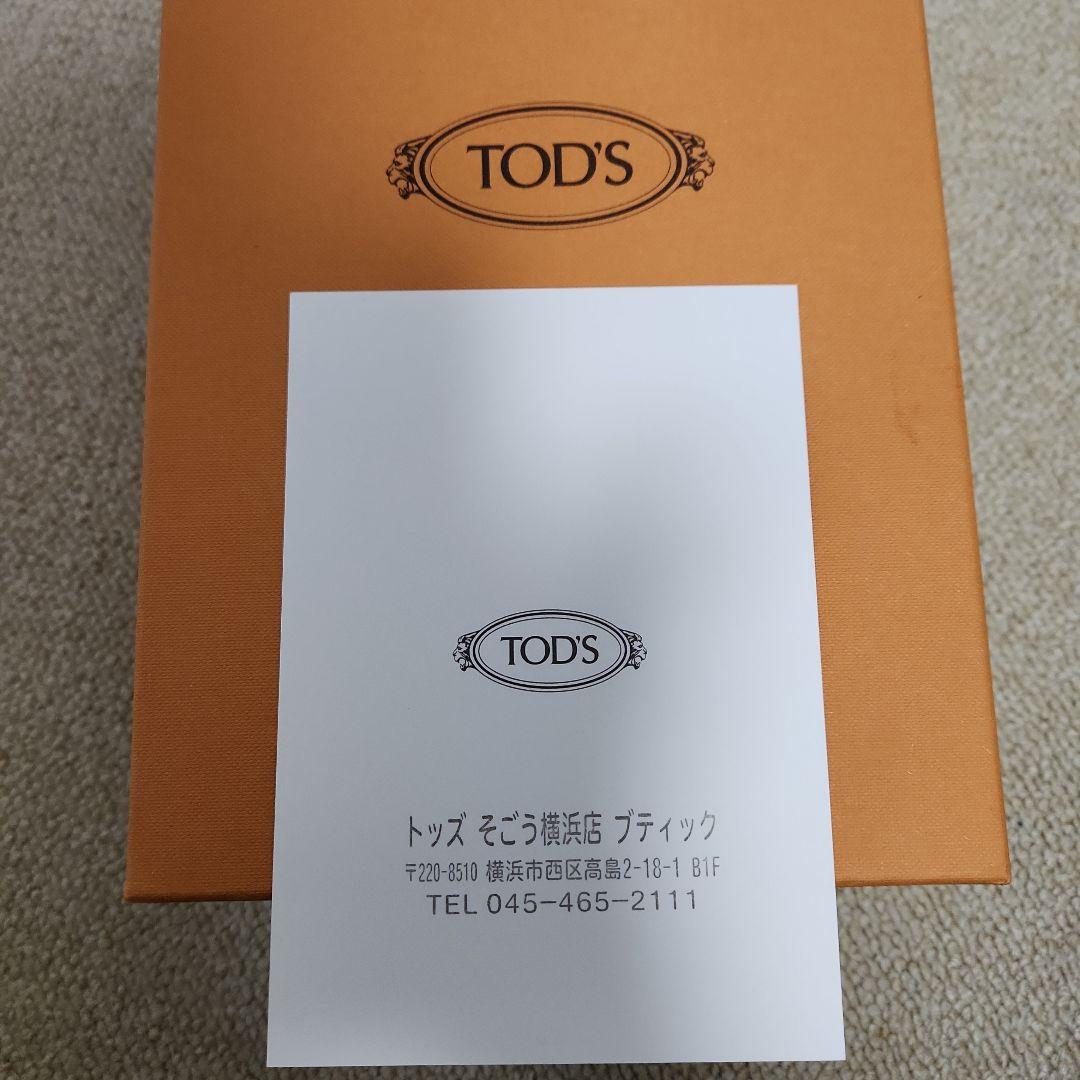 TOD'S
TOD'S
トッズ そごう横浜店 ブティック
〒220-8510 横浜市西区高島2-18-1 B1F
TEL 045-465-2111